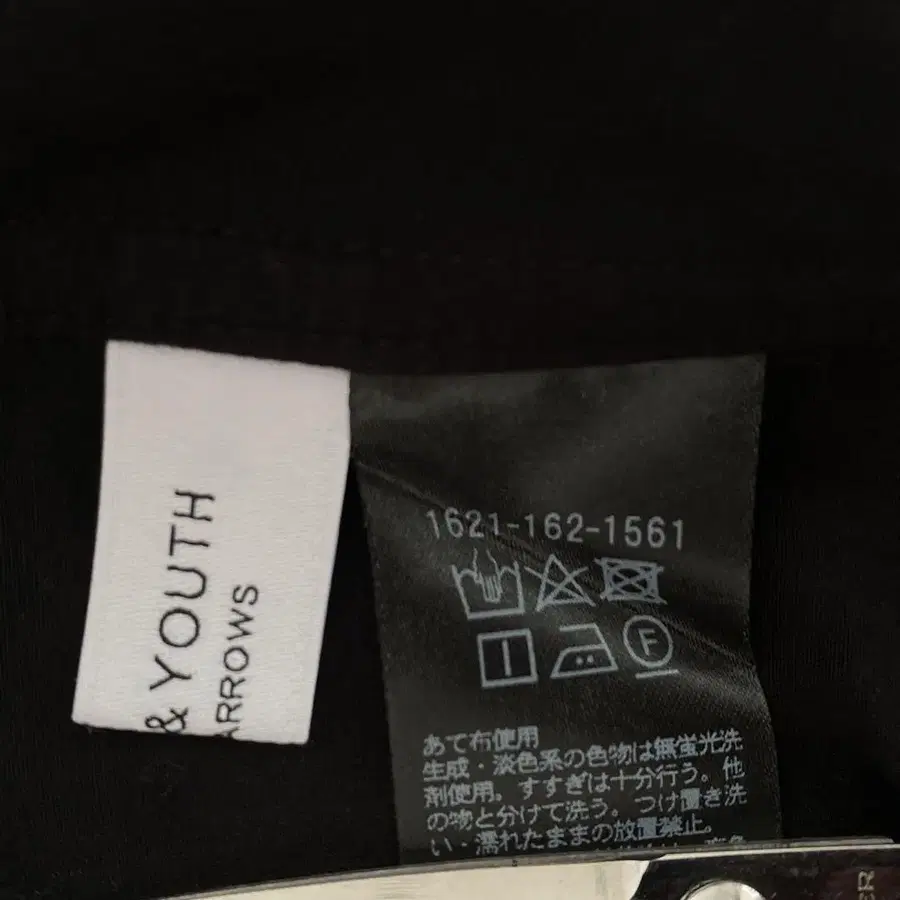 & YOUTH
ARROWS
1621-162-1561
F
あて布使用
生成・淡色系の色物は無蛍光洗
剤使用。すすぎは十分行う。他
の物と分けて洗う。つけ置き洗
い・濡れたままの放置禁止。
ER